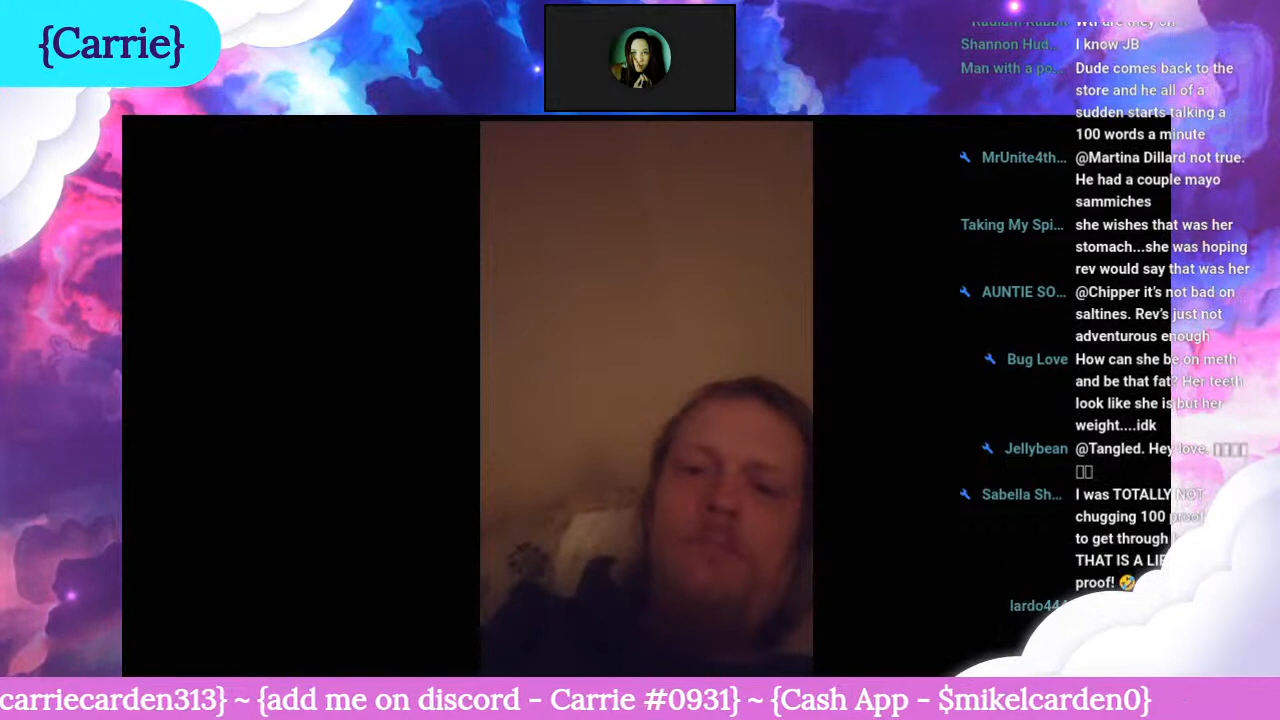 {Carrie}
I know JB
Shannon Hud...
Man with a po...
Dude comes back to the
store and he all of a
sudden starts talking a
100 words a minute
MrUnite4th...
@Martina Dillard not true.
He had a couple mayo
sammiches
Taking My Spi...
she wishes that was her
stomach...she was hoping
rev would say that was her
AUNTIE SO...
@Chipper it's not bad on
saltines. Rev's just not
adventurous enough
Bug Love
How can she be on meth
and be that fat? Her teeth
look like she is but her
weight....idk
Jellybean
@Tangled. Hey love.
Sabella Sh...
I was TOTALLY NOT
chugging 100 proof
to get through
THAT IS A LIE
proof! 🤣
lardo44
carriecarden313} ~ {add me on discord - Carrie #0931} ~ {Cash App - $mikelcarden0}